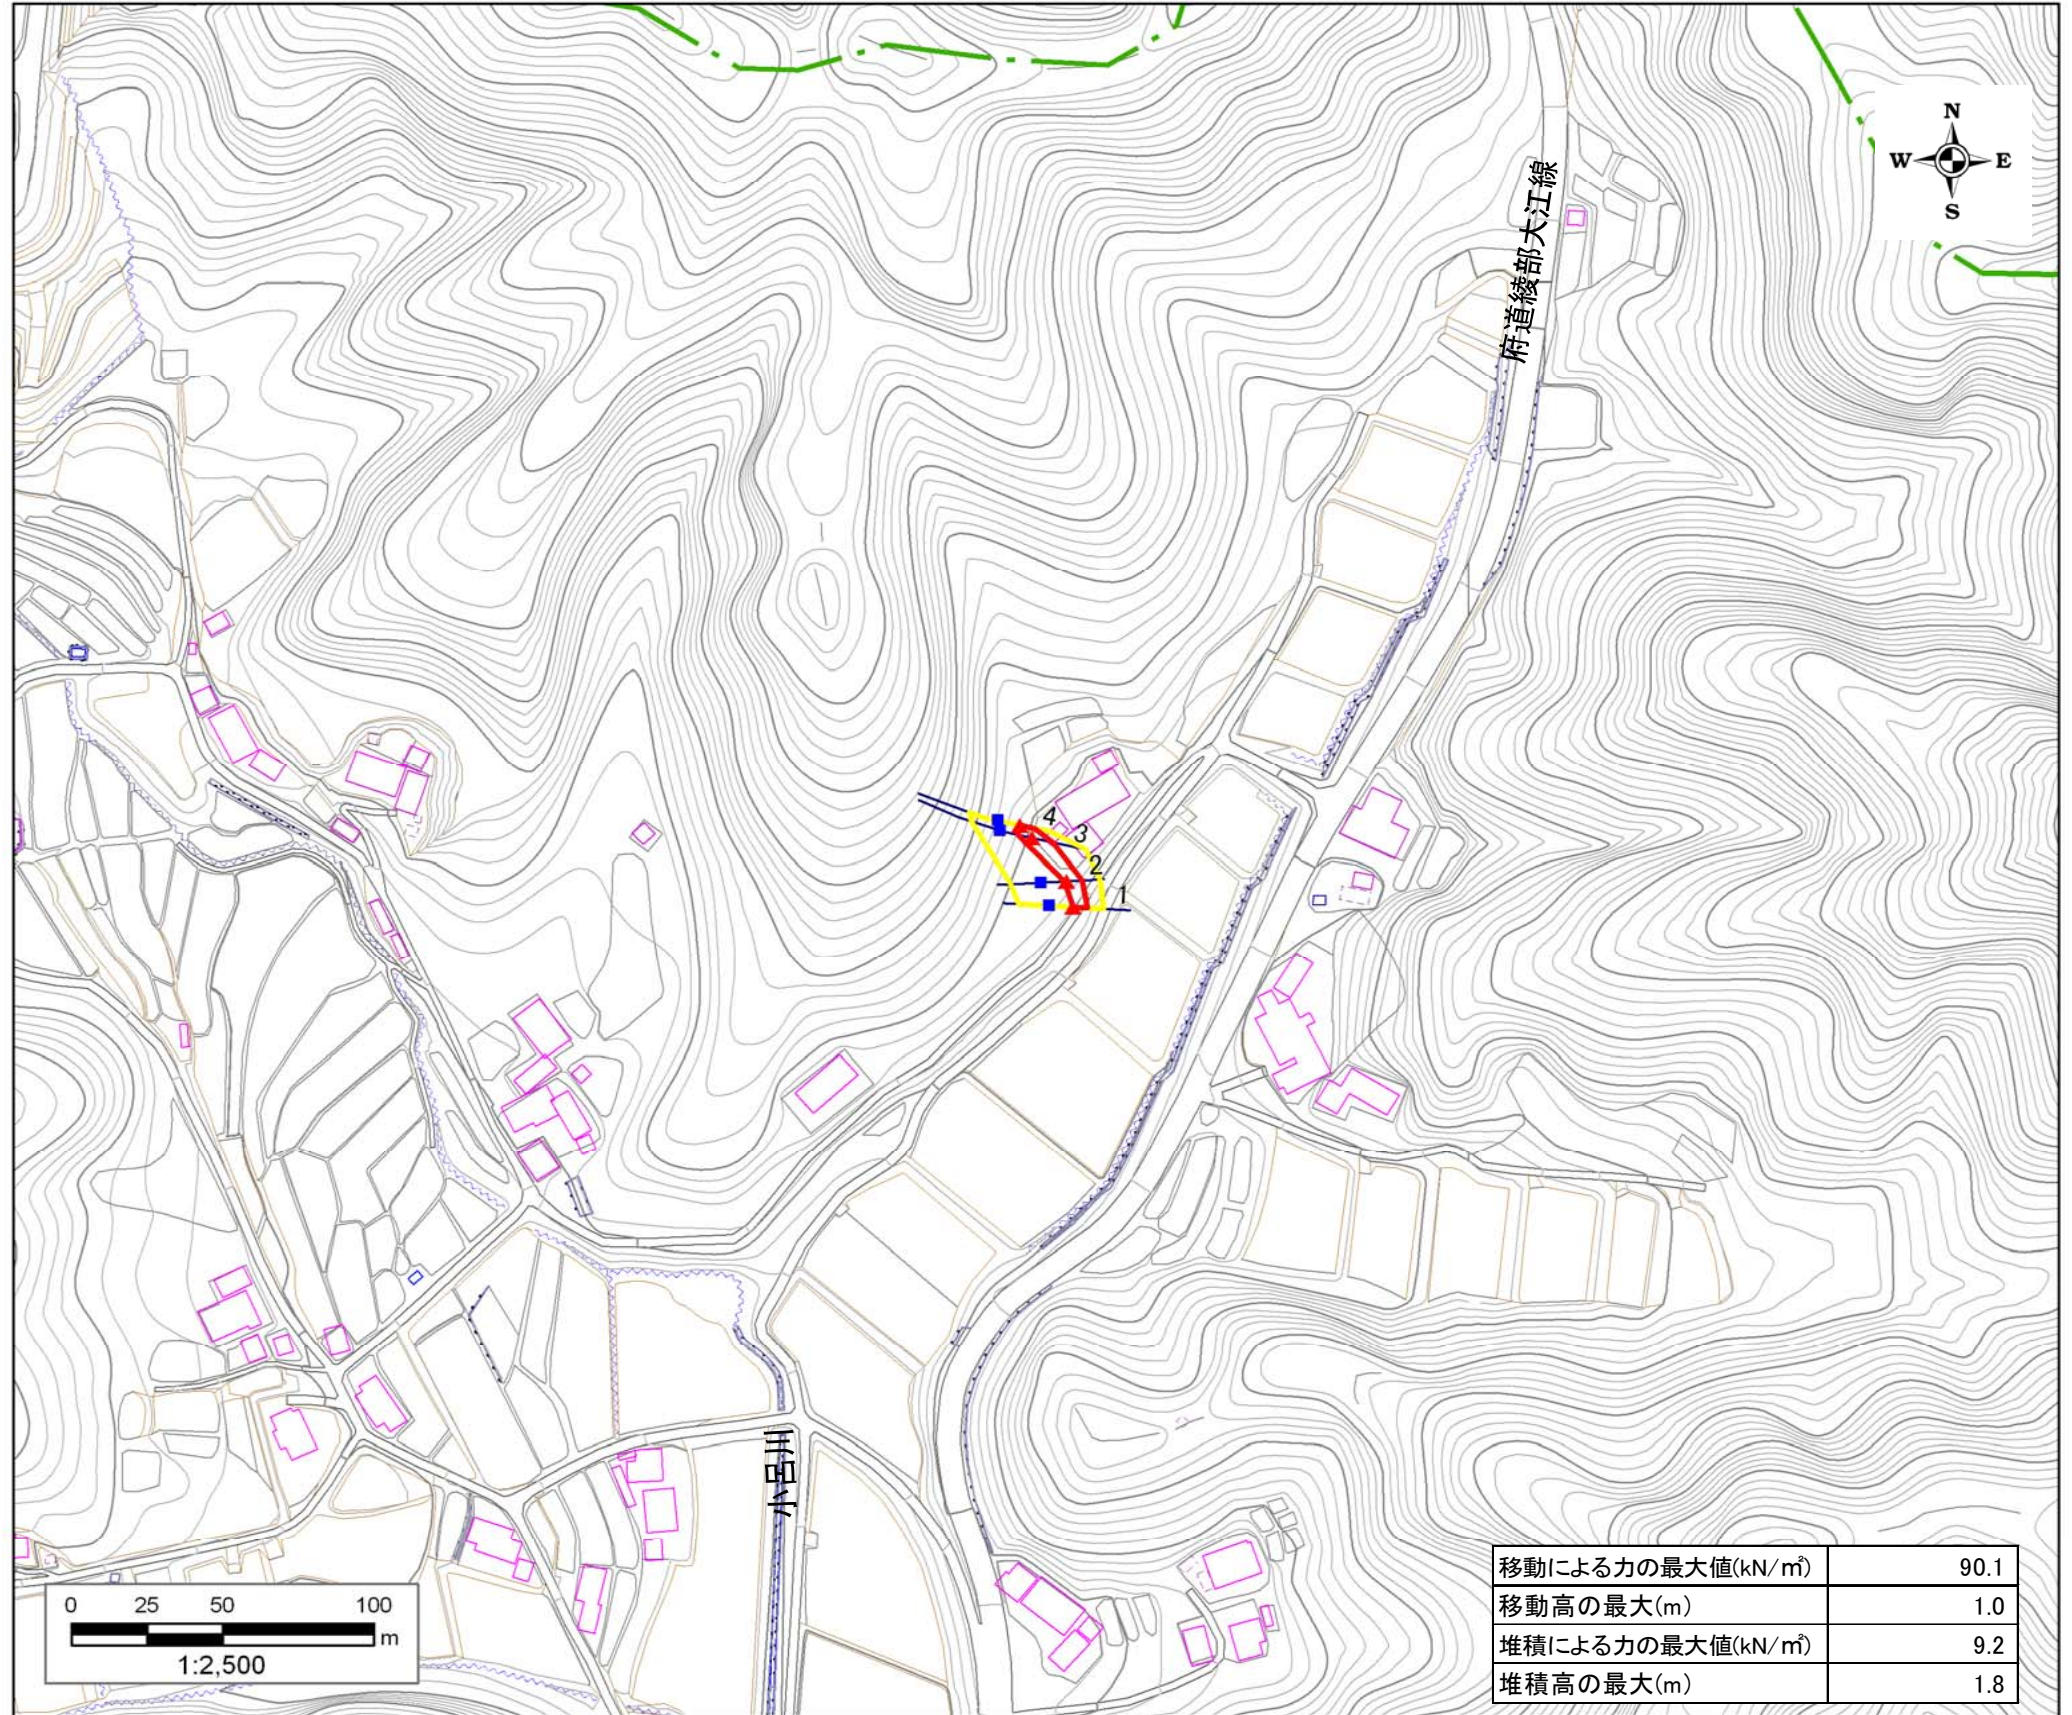 N
W E
S
府道綾部大江線
4
3
2
1
小呂川
0 25 50 100
m
1:2,500
移動による力の最大値(kN/㎡) 90.1
移動高の最大(m) 1.0
堆積による力の最大値(kN/㎡) 9.2
堆積高の最大(m) 1.8